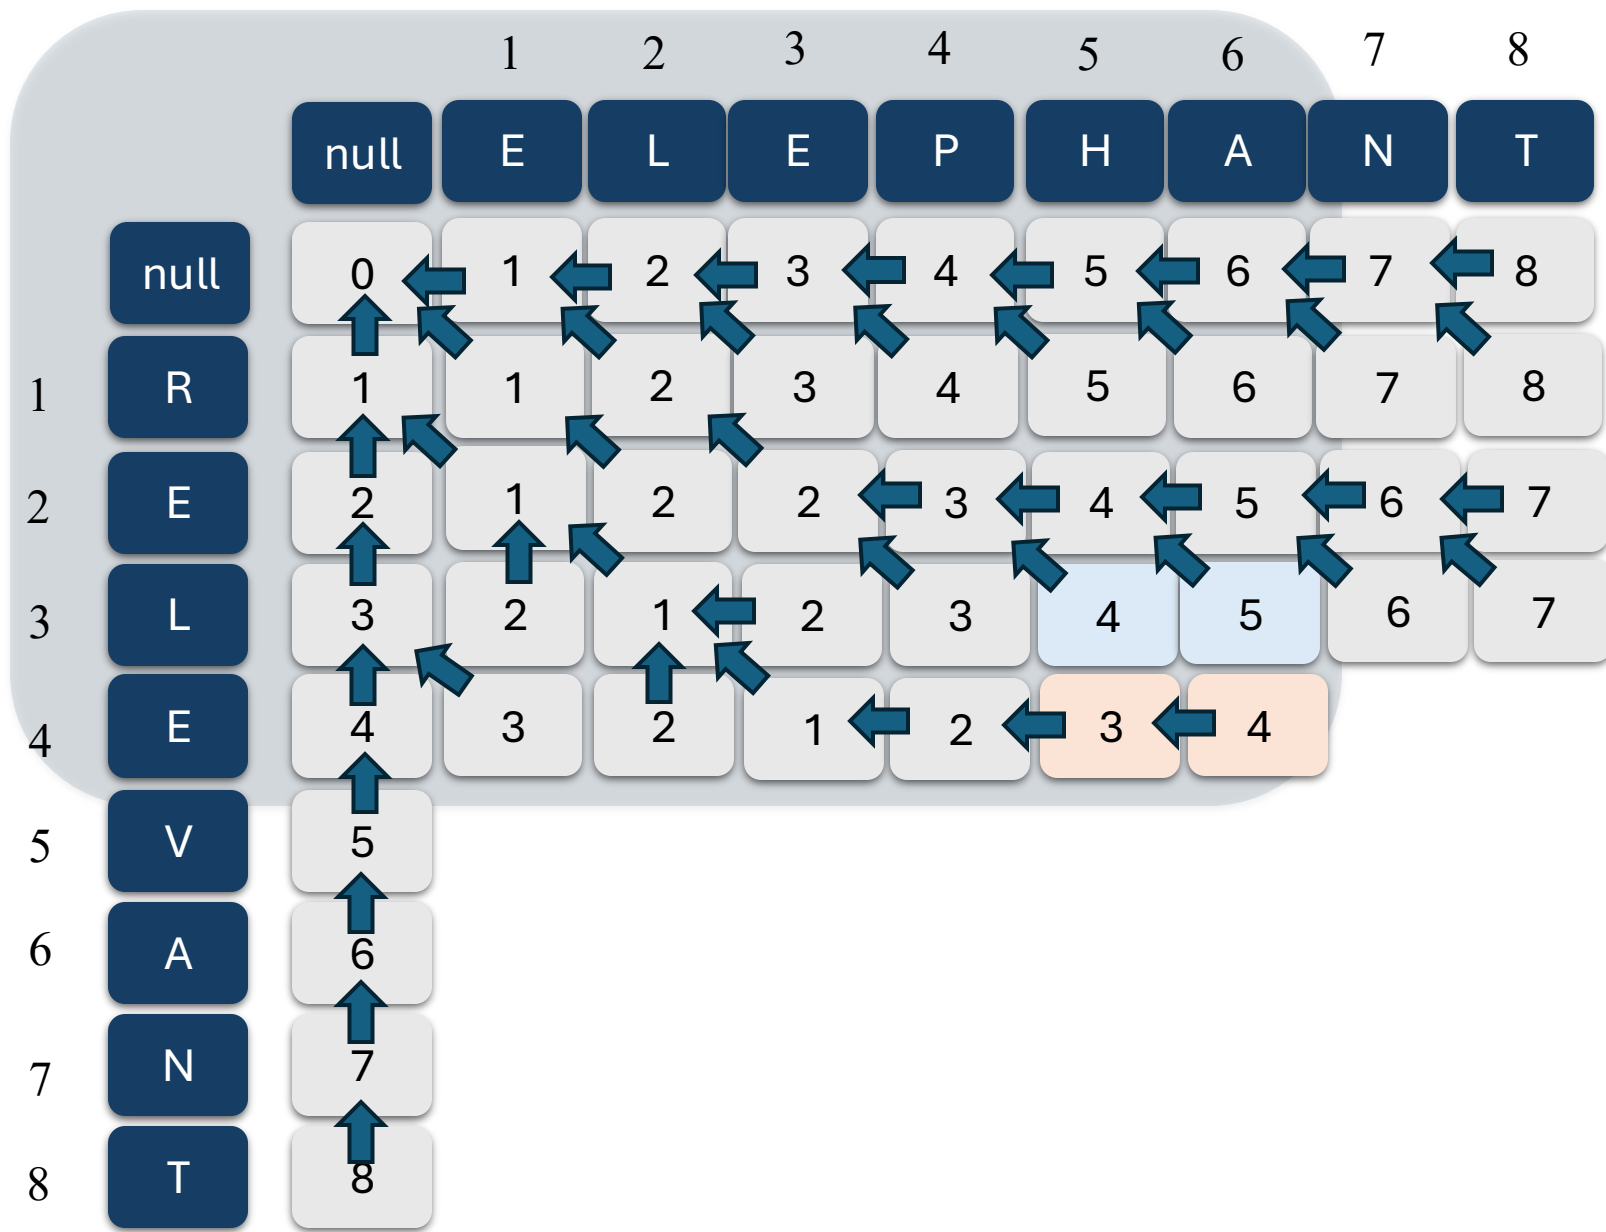 1 2 3 4 5 6 7 8
null E L E P H A N T
null 0 1 2 3 4 5 6 7 8
1 R 1 1 2 3 4 5 6 7 8
2 E 2 1 2 2 3 4 5 6 7
3 L 3 2 1 2 3 4 5 6 7
4 E 4 3 2 1 2 3 4
5 V 5
6 A 6
7 N 7
8 T 8